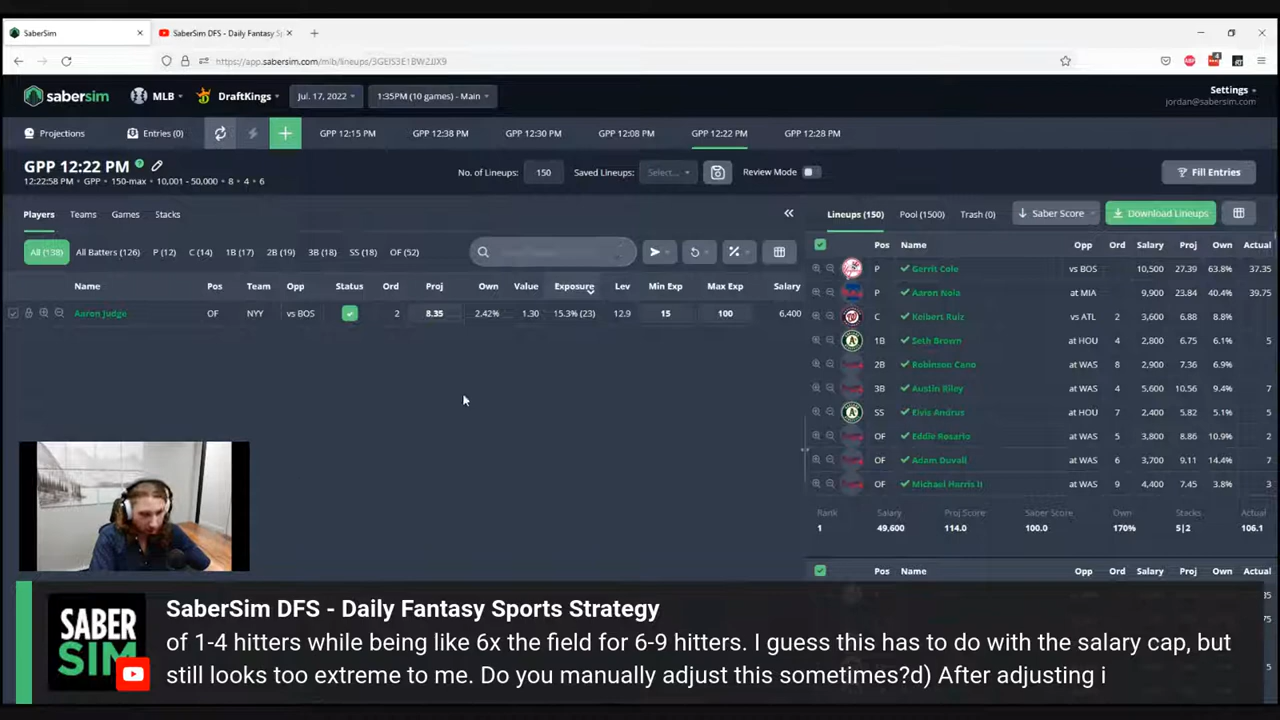 SaberSim
SaberSim DFS - Daily Fantasy Sp
https://app.sabersim.com/mlb/lineups/3GEIS3E1BW2JJX9
sabersim MLB DraftKings Jul. 17, 2022 1:35PM (10 games) - Main Settings
jordan@sabersim.com
Projections Entries (0) GPP 12:15 PM GPP 12:38 PM GPP 12:30 PM GPP 12:08 PM GPP 12:22 PM GPP 12:28 PM
GPP 12:22 PM
12:22:58 PM • GPP • 150-max • 10,001 - 50,000 • 8 • 4 • 6
No. of Lineups: 150 Saved Lineups: Select... Review Mode Fill Entries
Players Teams Games Stacks
Lineups (150) Pool (1500) Trash (0) Saber Score Download Lineups
All (138) All Batters (126) P (12) C (14) 1B (17) 2B (19) 3B (18) SS (18) OF (52)
Name Pos Team Opp Status Ord Proj Own Value Exposure Lev Min Exp Max Exp Salary
Aaron Judge OF NYY vs BOS 2 8.35 2.42% 1.30 15.3% (23) 12.9 15 100 6,400
Pos Name Opp Ord Salary Proj Own Actual
P Gerrit Cole vs BOS 10,500 27.39 63.8% 37.35
P Aaron Nola at MIA 9,900 23.84 40.4% 39.75
C Keibert Ruiz vs ATL 2 3,600 6.88 8.8%
1B Seth Brown at HOU 4 2,800 6.75 6.1% 5
2B Robinson Cano at WAS 8 2,900 7.36 6.9%
3B Austin Riley at WAS 4 5,600 10.56 9.4% 7
SS Elvis Andrus at HOU 7 2,400 5.82 5.1% 5
OF Eddie Rosario at WAS 5 3,800 8.86 10.9% 2
OF Adam Duvall at WAS 6 3,700 9.11 14.4% 7
OF Michael Harris II at WAS 9 4,400 7.45 3.8% 3
Rank Salary Proj Score Saber Score Own Stacks Actual
1 49,600 114.0 100.0 170% 5|2 106.1
Pos Name Opp Ord Salary Proj Own Actual
SABER
SIM
SaberSim DFS - Daily Fantasy Sports Strategy
of 1-4 hitters while being like 6x the field for 6-9 hitters. I guess this has to do with the salary cap, but
still looks too extreme to me. Do you manually adjust this sometimes?d) After adjusting i